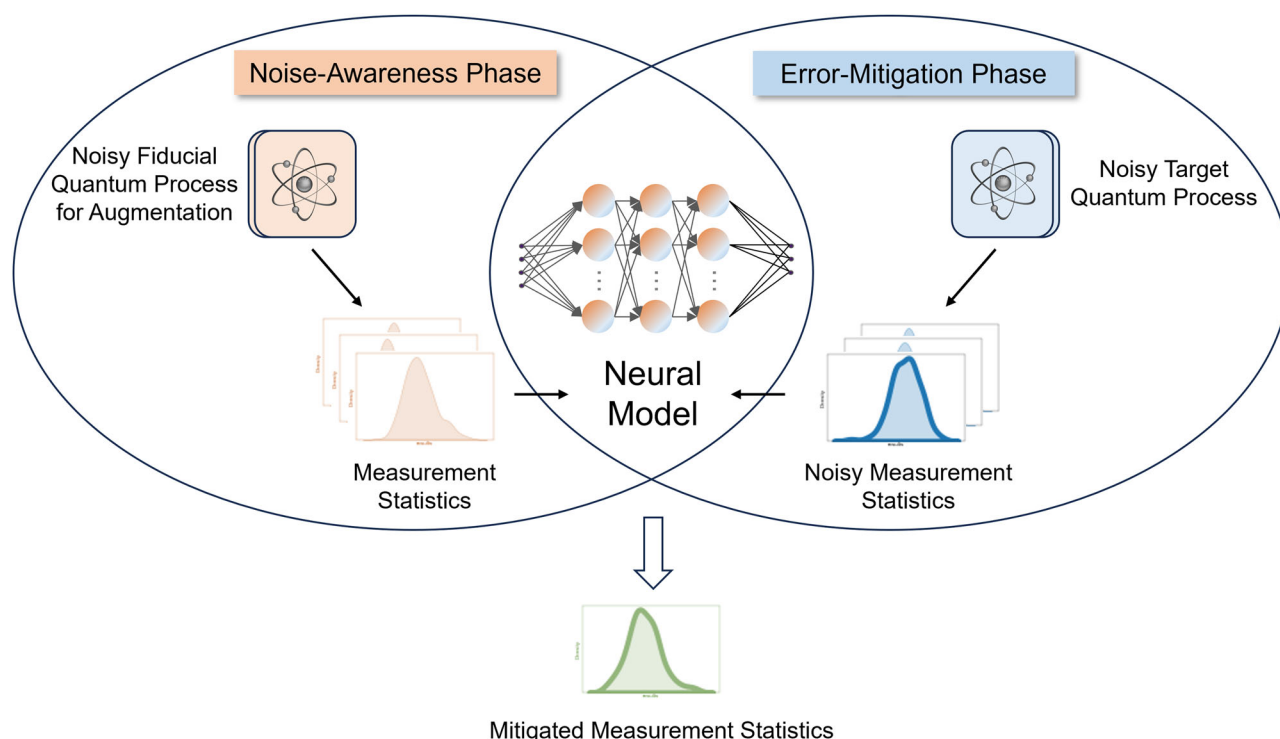 Noise-Awareness Phase
Error-Mitigation Phase
Noisy Fiducial
Quantum Process
for Augmentation
Noisy Target
Quantum Process
Neural
Model
Measurement
Statistics
Noisy Measurement
Statistics
Mitigated Measurement Statistics